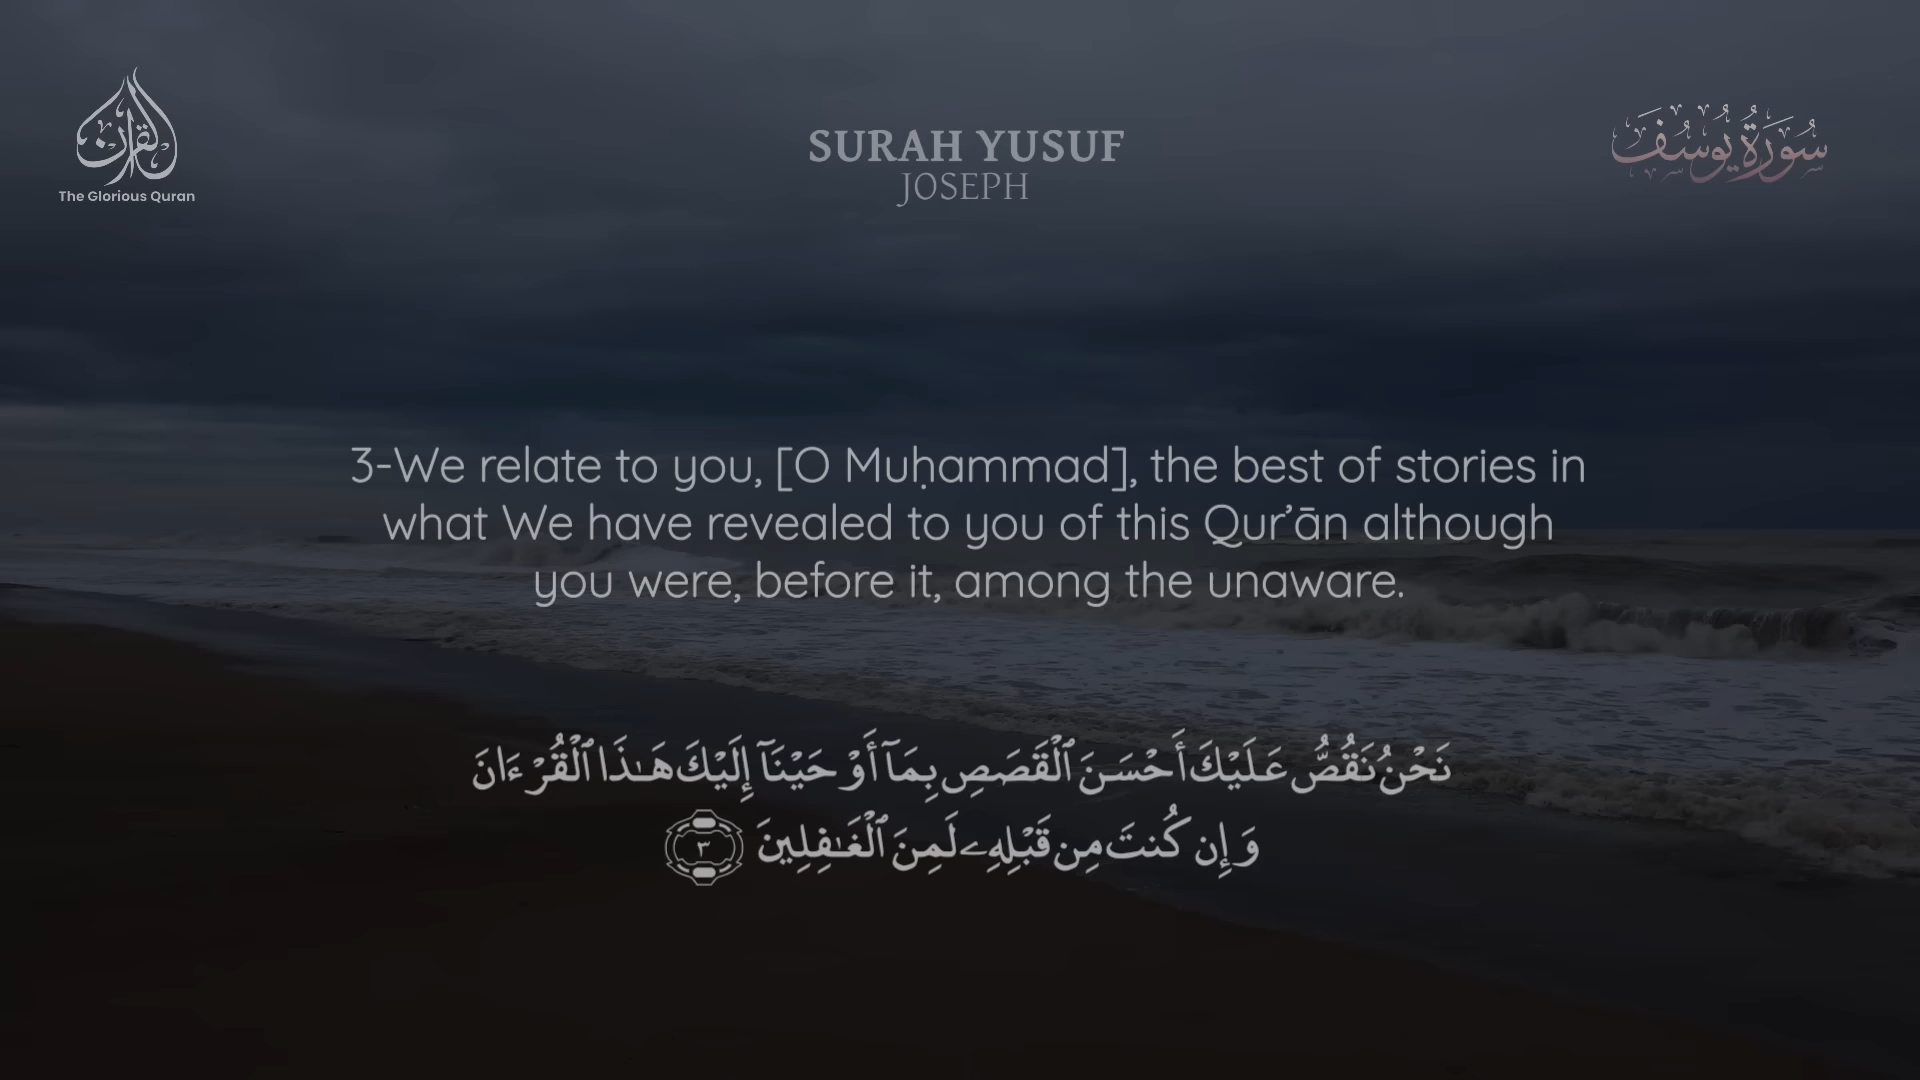 القرآن
The Glorious Quran
SURAH YUSUF
JOSEPH
سُورَةُ يُوسُفَ
3-We relate to you, [O Muḥammad], the best of stories in
what We have revealed to you of this Qur’ān although
you were, before it, among the unaware.
نَحْنُ نَقُصُّ عَلَيْكَ أَحْسَنَ ٱلْقَصَصِ بِمَآ أَوْحَيْنَآ إِلَيْكَ هَـٰذَا ٱلْقُرْءَانَ
وَإِن كُنتَ مِن قَبْلِهِۦ لَمِنَ ٱلْغَـٰفِلِينَ ٣